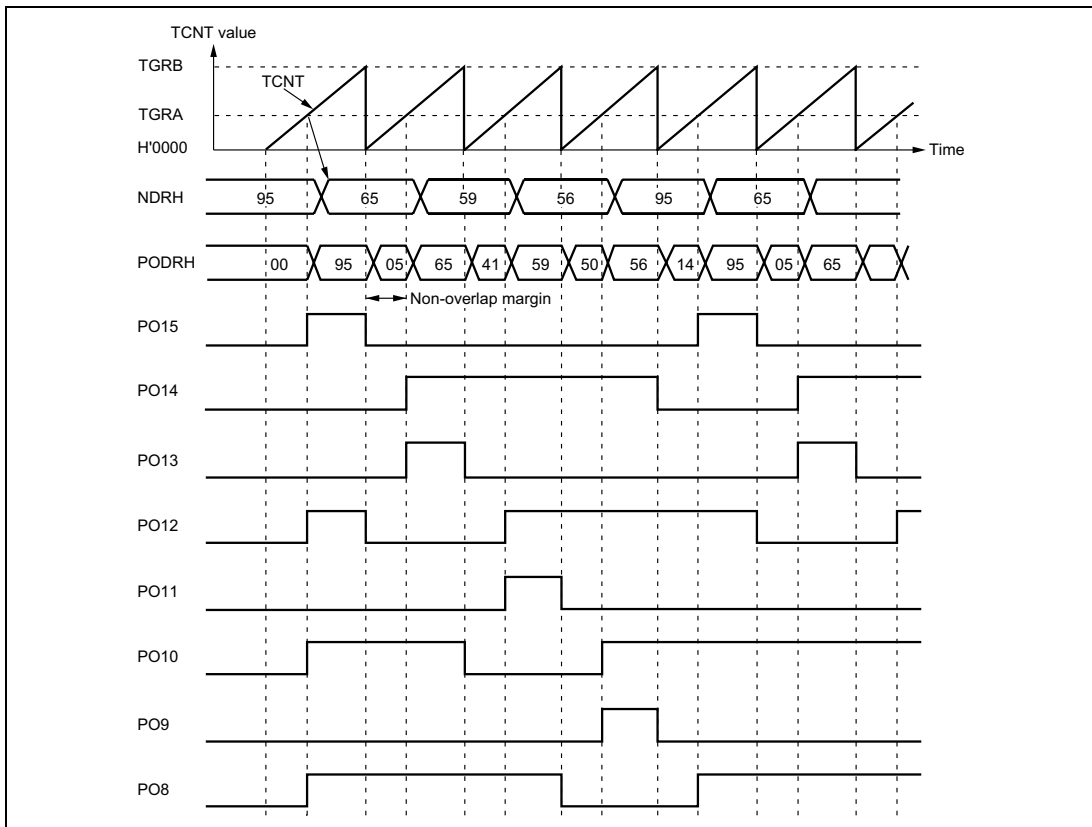 TCNT value
TGRB
TCNT
TGRA
H'0000
Time
NDRH 95 65 59 56 95 65
PODRH 00 95 05 65 41 59 50 56 14 95 05 65
Non-overlap margin
PO15
PO14
PO13
PO12
PO11
PO10
PO9
PO8